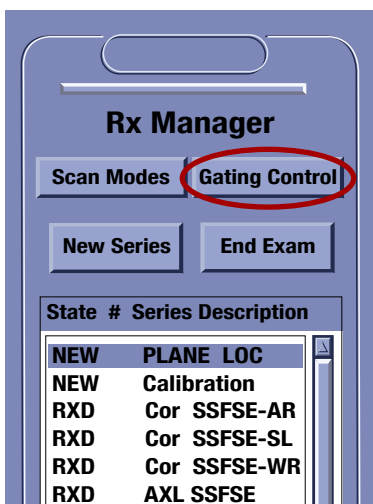 Rx Manager
Scan Modes Gating Control
New Series End Exam
State # Series Description
NEW PLANE LOC
NEW Calibration
RXD Cor SSFSE-AR
RXD Cor SSFSE-SL
RXD Cor SSFSE-WR
RXD AXL SSFSE